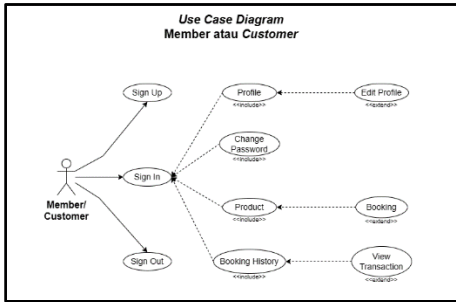 Use Case Diagram
Member atau Customer
Sign Up
Profile
<<include>>
Edit Profile
<<extend>>
Change
Password
<<include>>
Sign In
Member/
Customer
Product
<<include>>
Booking
<<extend>>
Sign Out
Booking History
<<include>>
View
Transaction
<<extend>>